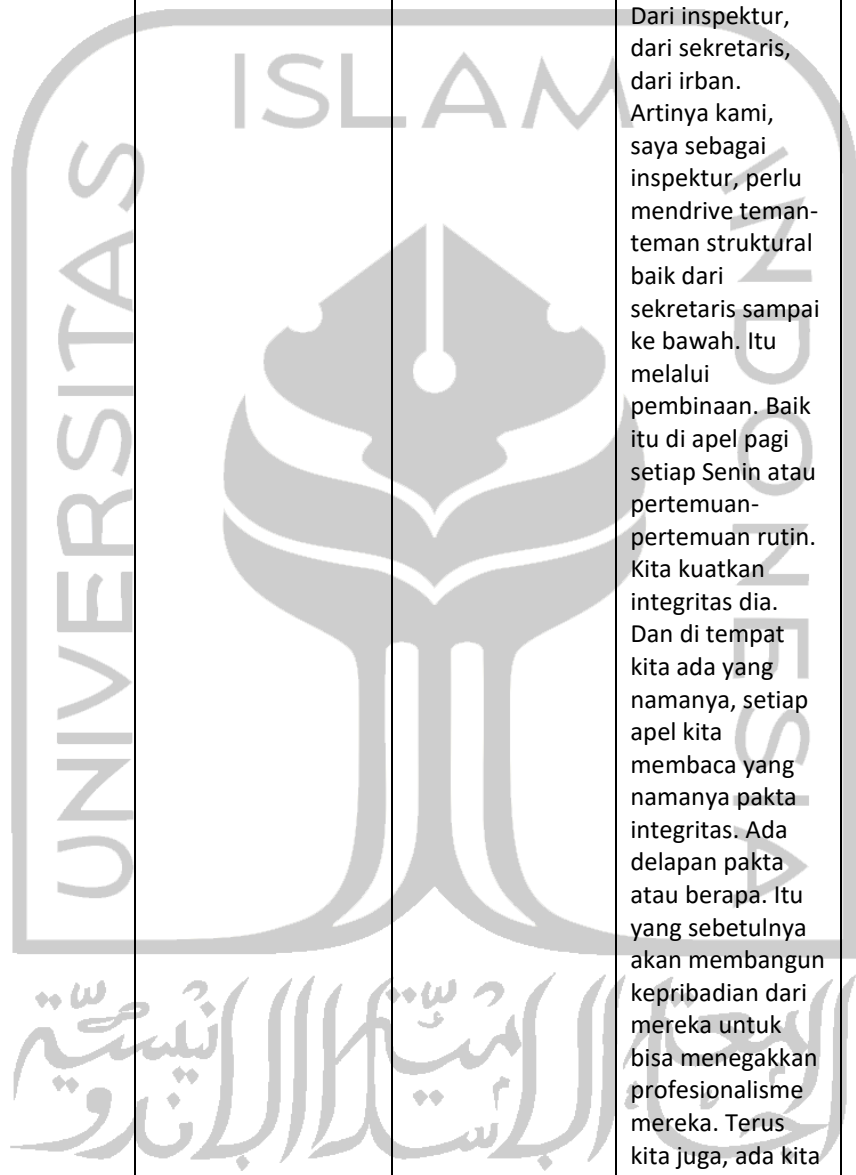 Dari inspektur,
dari sekretaris,
dari irban.
Artinya kami,
saya sebagai
inspektur, perlu
mendrive teman-
teman struktural
baik dari
sekretaris sampai
ke bawah. Itu
melalui
pembinaan. Baik
itu di apel pagi
setiap Senin atau
pertemuan-
pertemuan rutin.
Kita kuatkan
integritas dia.
Dan di tempat
kita ada yang
namanya, setiap
apel kita
membaca yang
namanya pakta
integritas. Ada
delapan pakta
atau berapa. Itu
yang sebetulnya
akan membangun
kepribadian dari
mereka untuk
bisa menegakkan
profesionalisme
mereka. Terus
kita juga, ada kita
UNIVERSITAS
ISLAM
INDONESIA